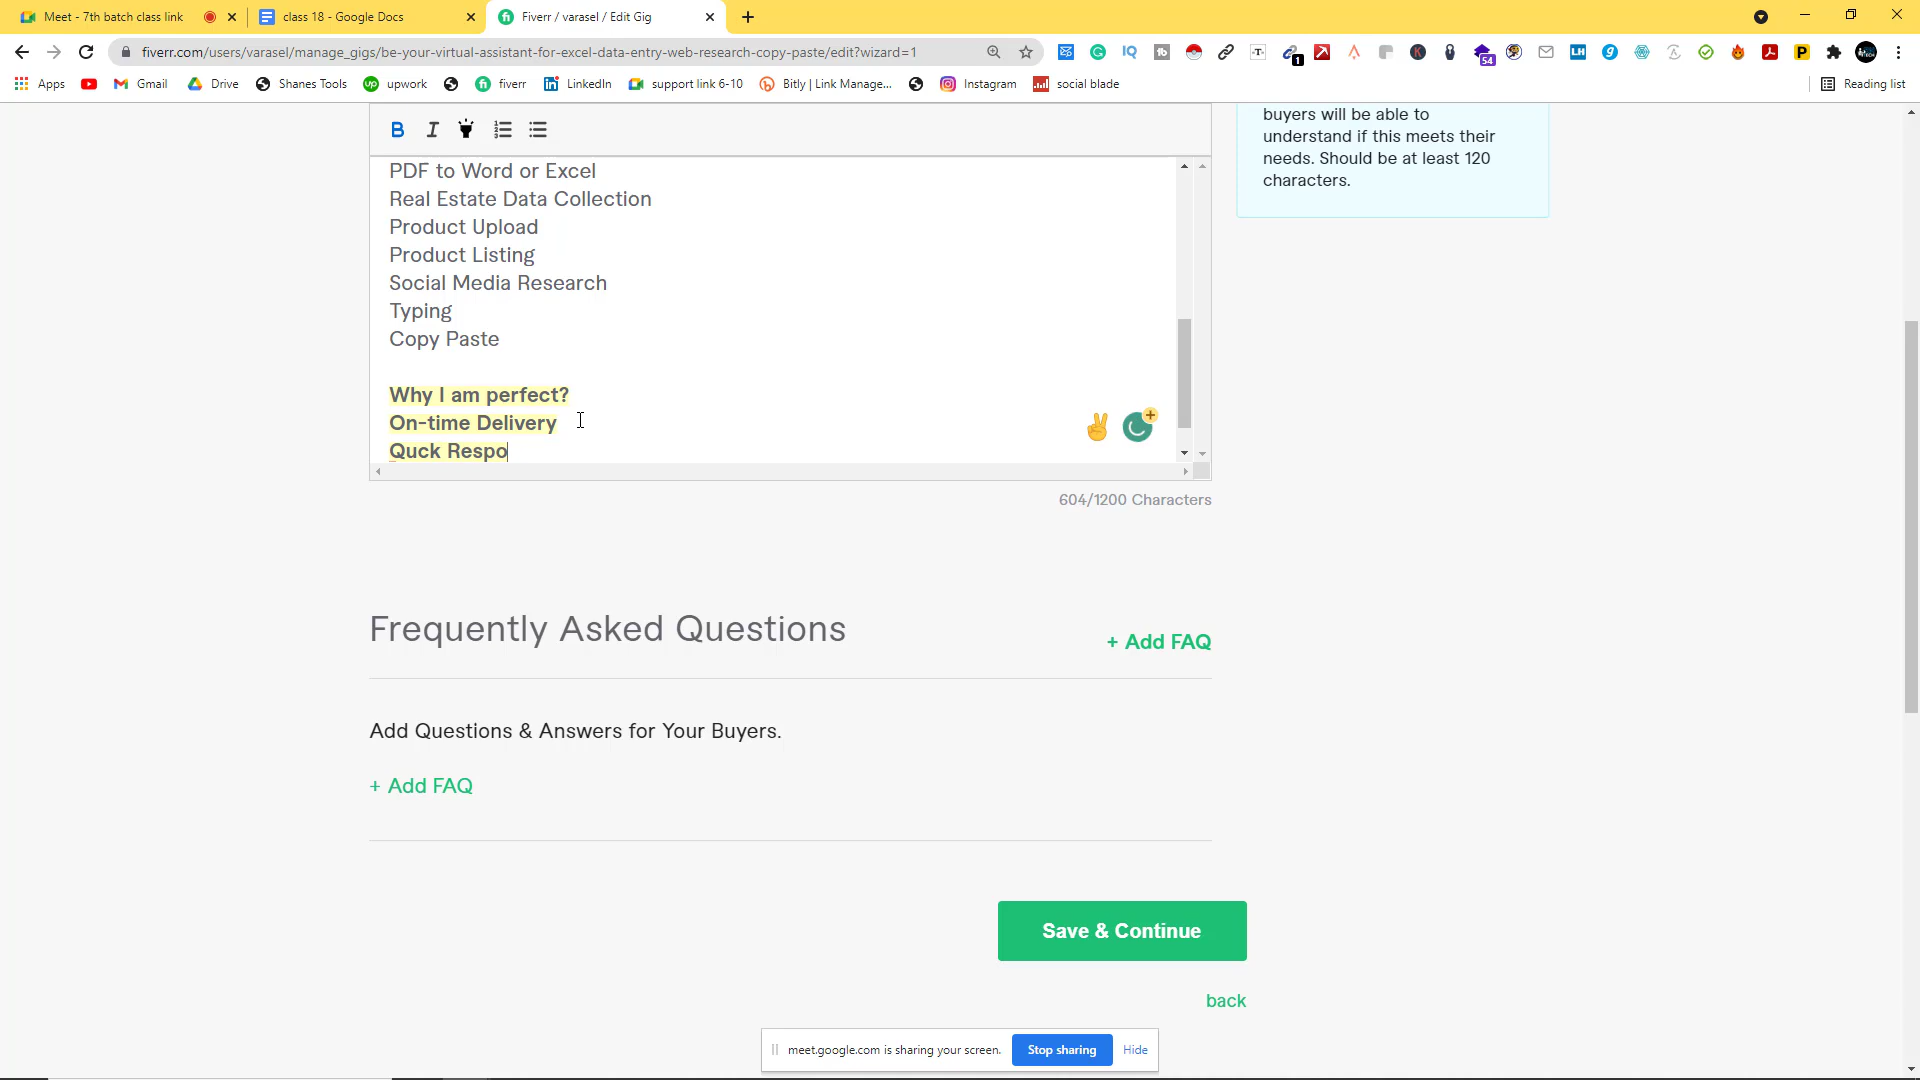 Meet - 7th batch class link
class 18 - Google Docs
Fiverr / varasel / Edit Gig
fiverr.com/users/varasel/manage_gigs/be-your-virtual-assistant-for-excel-data-entry-web-research-copy-paste/edit?wizard=1
Apps
Gmail
Drive
Shanes Tools
upwork
fiverr
LinkedIn
support link 6-10
Bitly | Link Manage...
Instagram
social blade
Reading list
buyers will be able to
understand if this meets their
needs. Should be at least 120
characters.
PDF to Word or Excel
Real Estate Data Collection
Product Upload
Product Listing
Social Media Research
Typing
Copy Paste
Why I am perfect?
On-time Delivery
Quck Respo
604/1200 Characters
Frequently Asked Questions
+ Add FAQ
Add Questions & Answers for Your Buyers.
+ Add FAQ
Save & Continue
back
meet.google.com is sharing your screen.
Stop sharing
Hide